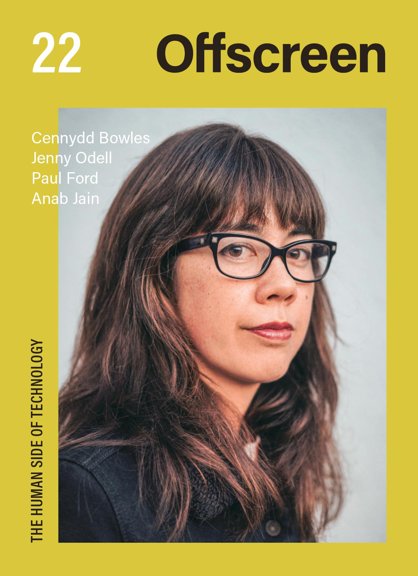 22
Offscreen
Cennydd Bowles
Jenny Odell
Paul Ford
Anab Jain
THE HUMAN SIDE OF TECHNOLOGY